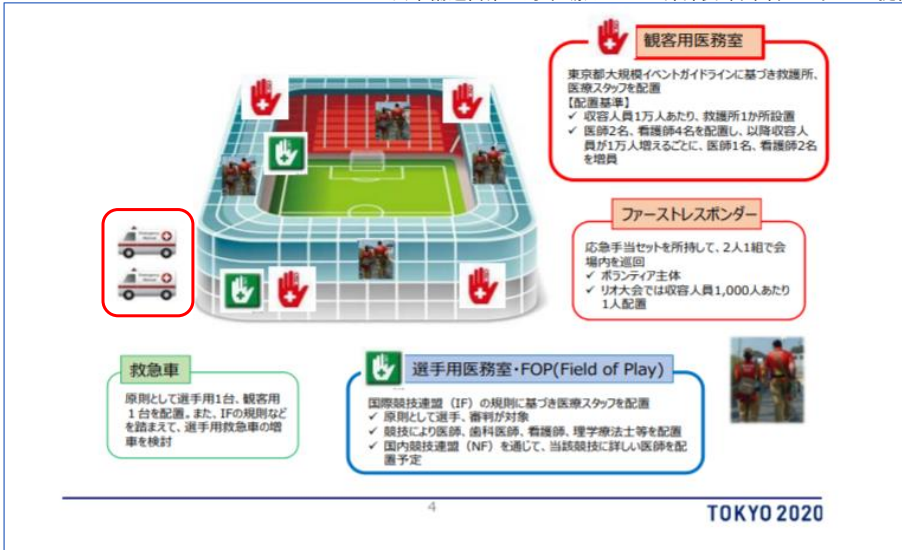 観客用医務室
東京都大規模イベントガイドラインに基づき救護所、
医療スタッフを配置
【配置基準】
✓ 収容人員1万人あたり、救護所1か所設置
✓ 医師2名、看護師4名を配置し、以降収容人
員が1万人増えるごとに、医師1名、看護師2名
を増員
ファーストレスポンダー
応急手当セットを所持して、2人1組で会
場内を巡回
✓ ボランティア主体
✓ リオ大会では収容人員1,000人あたり
1人配置
救急車
原則として選手用1台、観客用
1台を配置。また、IFの規則など
を踏まえて、選手用救急車の増
車を検討
選手用医務室・FOP(Field of Play)
国際競技連盟（IF）の規則に基づき医療スタッフを配置
✓ 原則として選手、審判が対象
✓ 競技により医師、歯科医師、看護師、理学療法士等を配置
✓ 国内競技連盟（NF）を通じて、当該競技に詳しい医師を配
置予定
4
TOKYO 2020